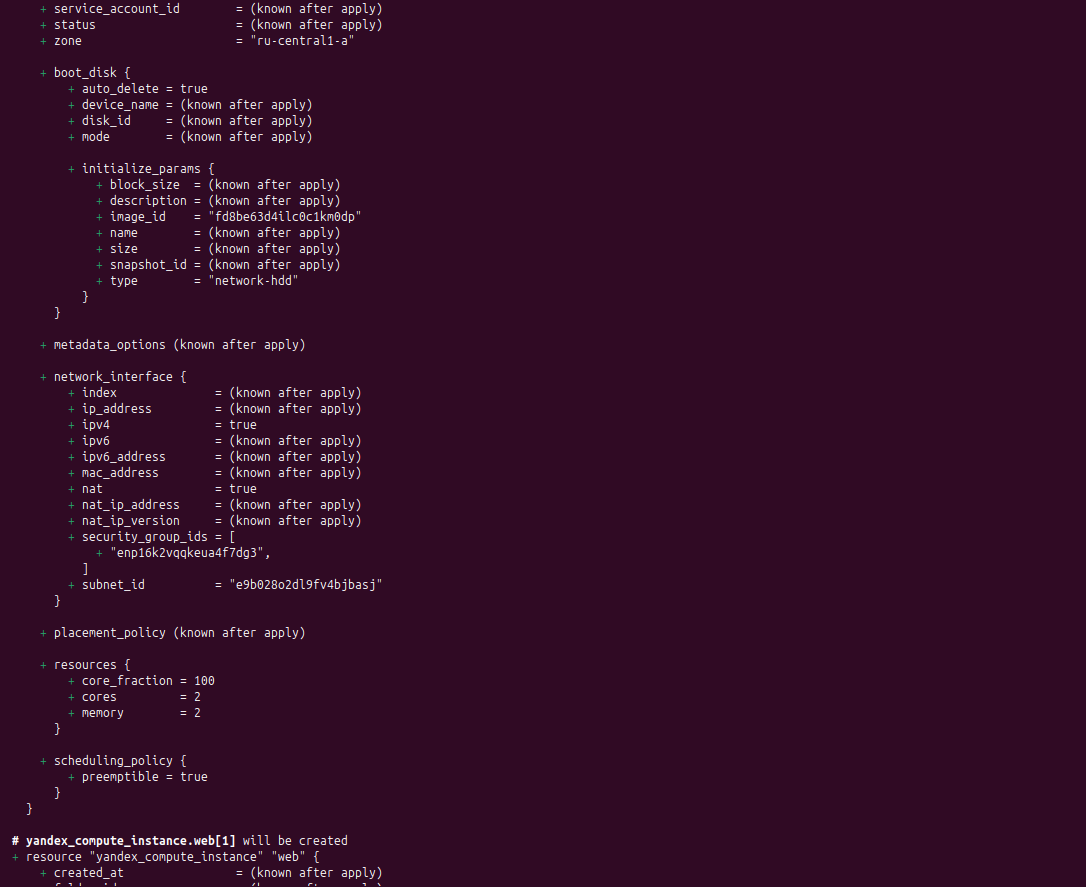 + service_account_id        = (known after apply)
+ status                    = (known after apply)
+ zone                      = "ru-central1-a"
+ boot_disk {
+ auto_delete = true
+ device_name = (known after apply)
+ disk_id     = (known after apply)
+ mode        = (known after apply)
+ initialize_params {
+ block_size  = (known after apply)
+ description = (known after apply)
+ image_id    = "fd8be63d4ilc0c1km0dp"
+ name        = (known after apply)
+ size        = (known after apply)
+ snapshot_id = (known after apply)
+ type        = "network-hdd"
}
}
+ metadata_options (known after apply)
+ network_interface {
+ index              = (known after apply)
+ ip_address         = (known after apply)
+ ipv4               = true
+ ipv6               = (known after apply)
+ ipv6_address       = (known after apply)
+ mac_address        = (known after apply)
+ nat                = true
+ nat_ip_address     = (known after apply)
+ nat_ip_version     = (known after apply)
+ security_group_ids = [
+ "enp16k2vqqkeua4f7dg3",
]
+ subnet_id          = "e9b028o2dl9fv4bjbasj"
}
+ placement_policy (known after apply)
+ resources {
+ core_fraction = 100
+ cores         = 2
+ memory        = 2
}
+ scheduling_policy {
+ preemptible = true
}
}
# yandex_compute_instance.web[1] will be created
+ resource "yandex_compute_instance" "web" {
+ created_at                = (known after apply)